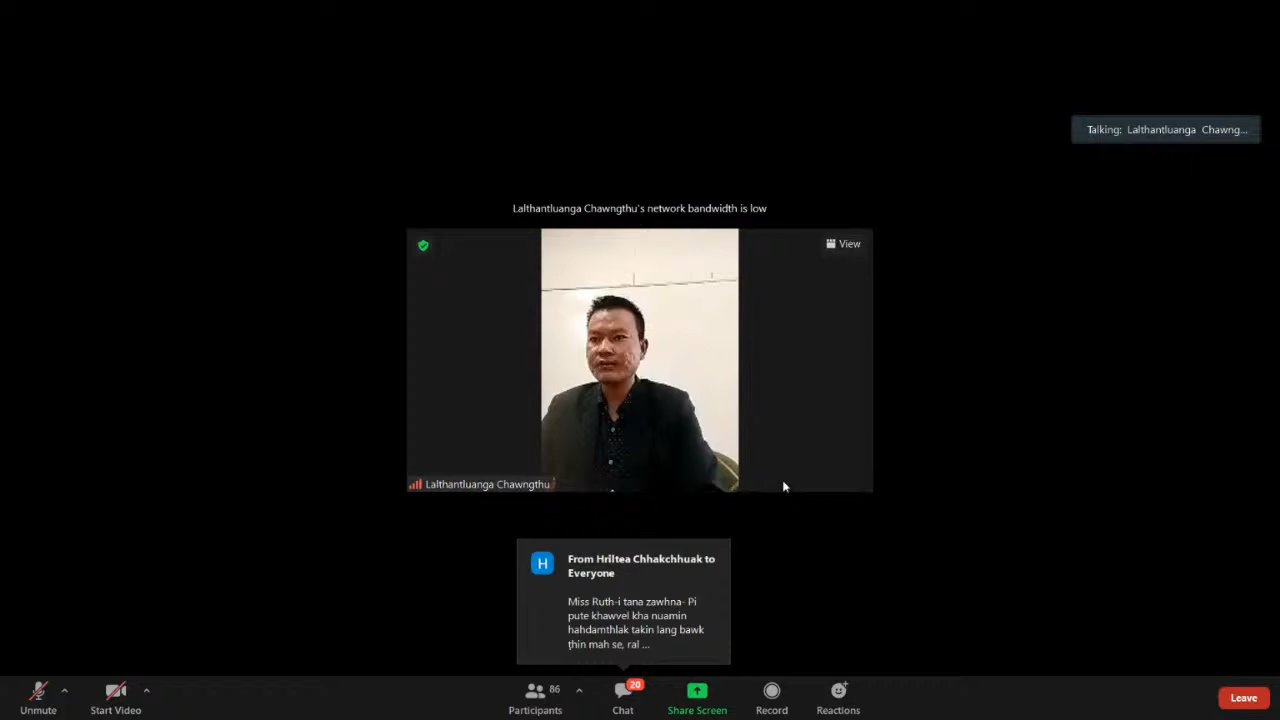 Talking: Lalthantluanga Chawng...
Lalthantluanga Chawngthu's network bandwidth is low
View
Lalthantluanga Chawngthu
H
From Hriltea Chhakchhuak to
Everyone
Miss Ruth-i tana zawhna- Pi
pute khawvel kha nuamin
hahdamthlak takin lang bawk
ṭhin mah se, ral ...
Unmute
Start Video
86
Participants
20
Chat
Share Screen
Record
Reactions
Leave